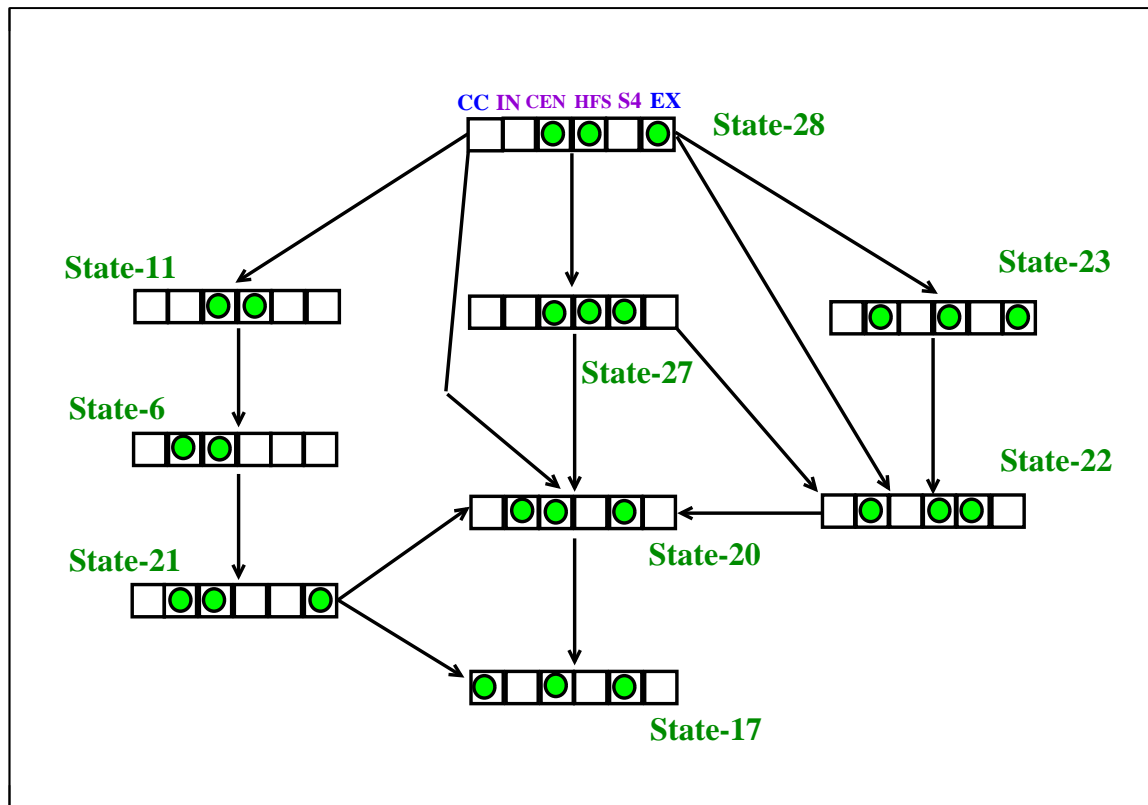 CC IN CEN HFS S4 EX
State-28
State-11
State-23
State-27
State-6
State-22
State-21
State-20
State-17